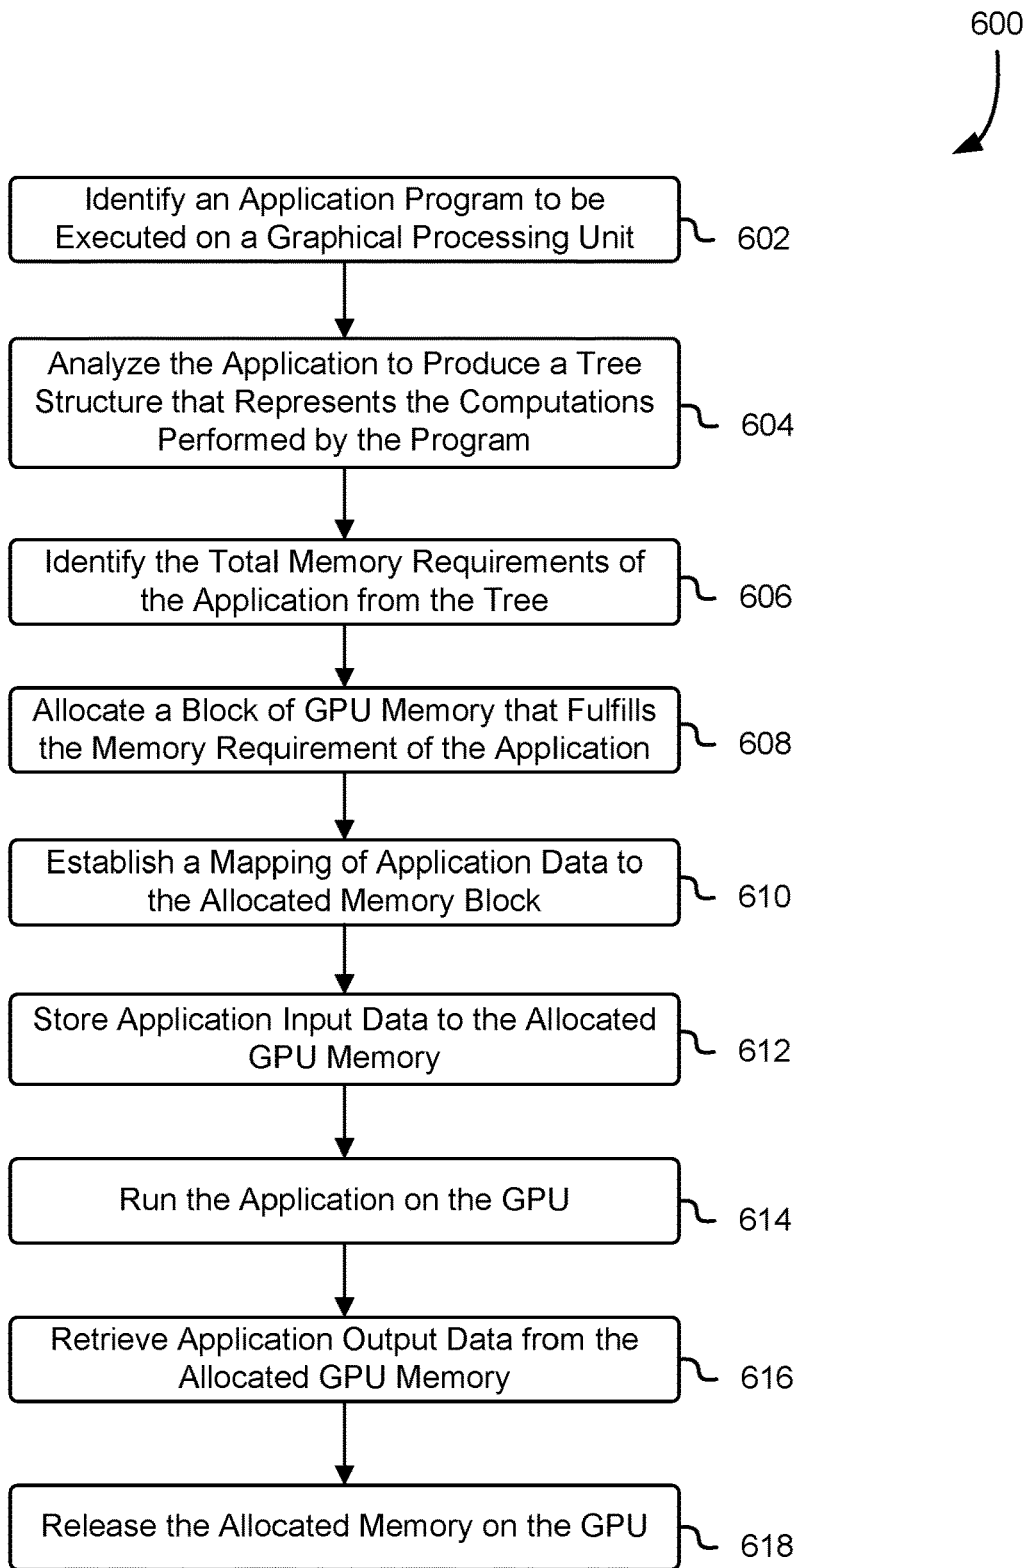 600
Identify an Application Program to be
Executed on a Graphical Processing Unit
602
Analyze the Application to Produce a Tree
Structure that Represents the Computations
Performed by the Program
604
Identify the Total Memory Requirements of
the Application from the Tree
606
Allocate a Block of GPU Memory that Fulfills
the Memory Requirement of the Application
608
Establish a Mapping of Application Data to
the Allocated Memory Block
610
Store Application Input Data to the Allocated
GPU Memory
612
Run the Application on the GPU
614
Retrieve Application Output Data from the
Allocated GPU Memory
616
Release the Allocated Memory on the GPU
618